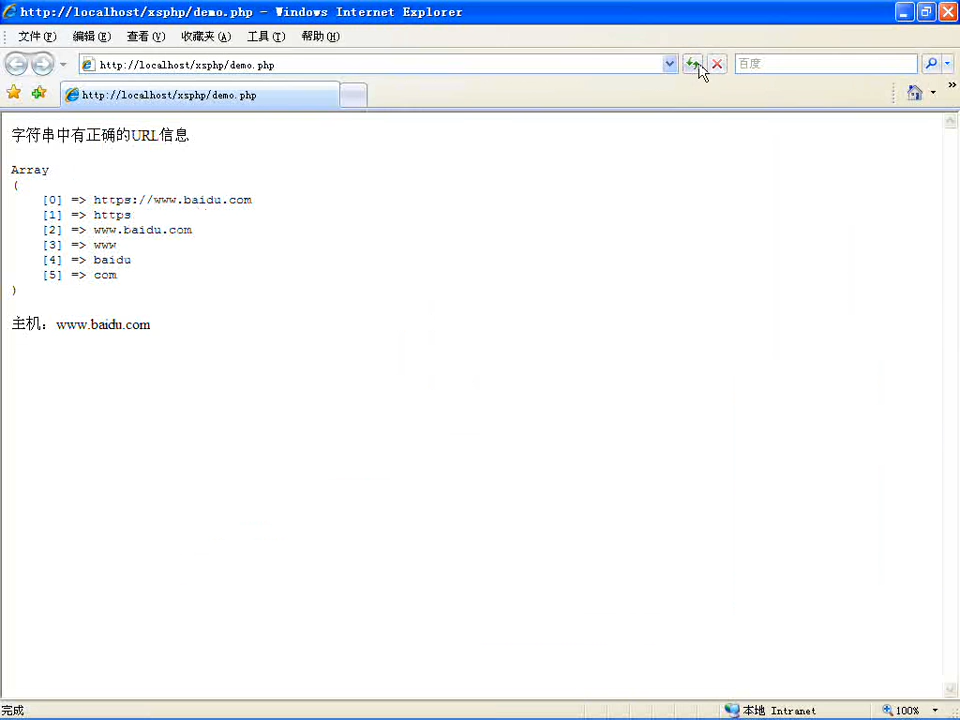 http://localhost/xsphp/demo.php - Windows Internet Explorer
文件(F) 编辑(E) 查看(V) 收藏夹(A) 工具(T) 帮助(H)
http://localhost/xsphp/demo.php 百度
http://localhost/xsphp/demo.php
字符串中有正确的URL信息
Array
(
[0] => https://www.baidu.com
[1] => https
[2] => www.baidu.com
[3] => www
[4] => baidu
[5] => com
)
主机：www.baidu.com
完成 本地 Intranet 100%